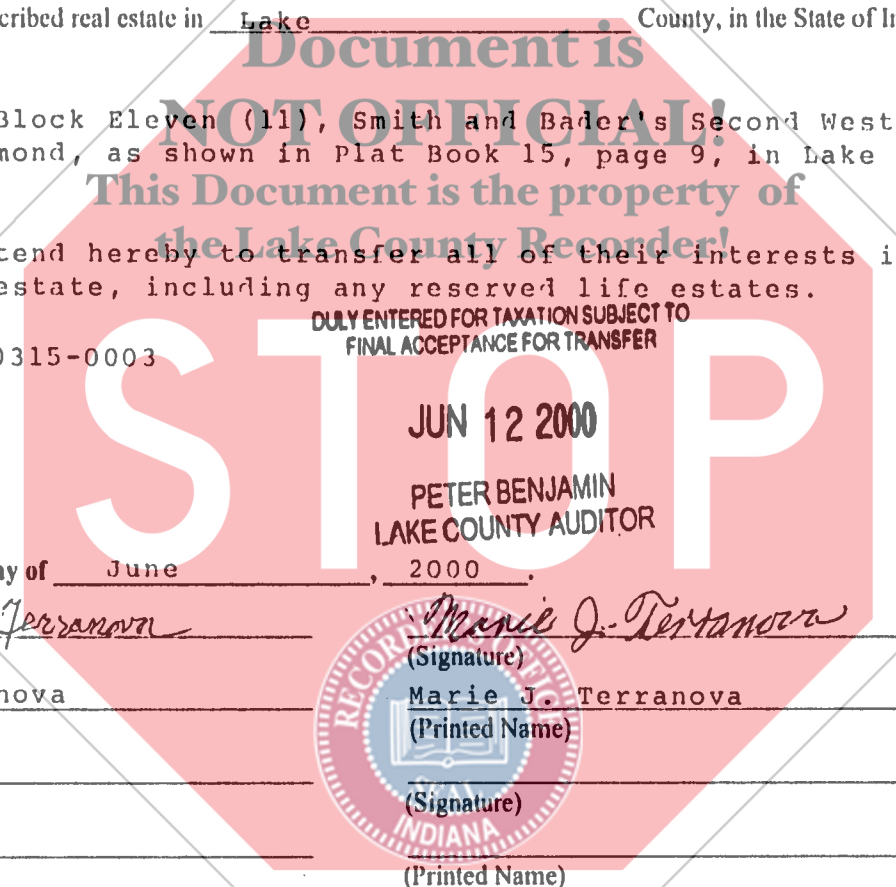 cribed real estate in Lake County, in the State of In
Document is
Block Eleven (11), Smith and Bader's Second West
NOT OFFICIAL!
mond, as shown in Plat Book 15, page 9, in Lake
This Document is the property of
the Lake County Recorder!
tend hereby to transfer all of their interests i
estate, including any reserved life estates.
DULY ENTERED FOR TAXATION SUBJECT TO
FINAL ACCEPTANCE FOR TRANSFER
0315-0003
STOP
JUN 12 2000
PETER BENJAMIN
LAKE COUNTY AUDITOR
ay of June, 2000.
Terranova Marie J. Terranova
(Signature)
nova Marie J. Terranova
(Printed Name)
(Signature)
(Printed Name)
RECORDER'S OFFICE
SEAL
INDIANA